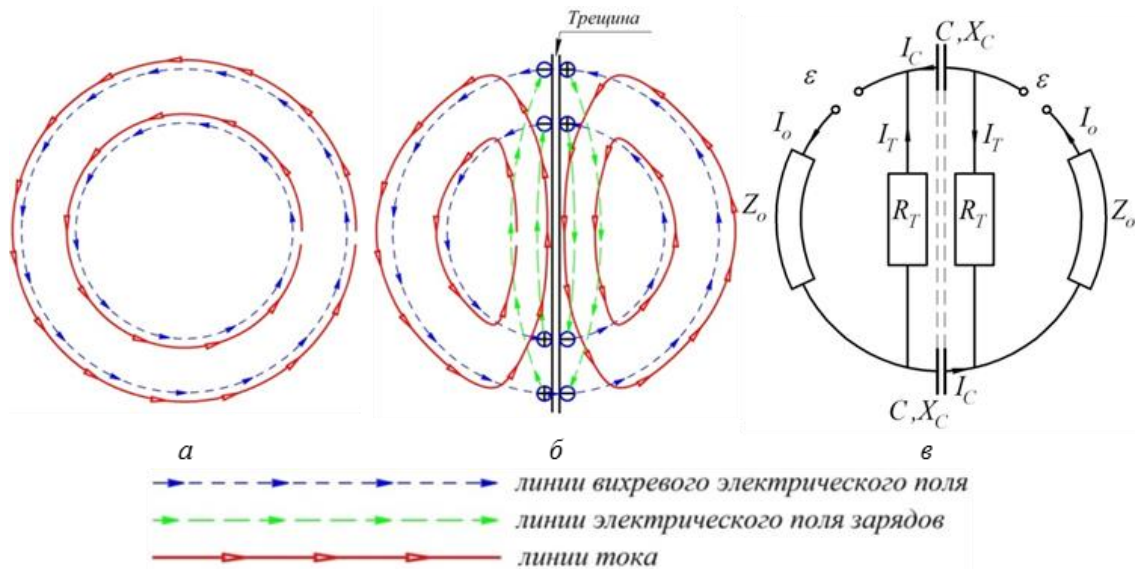 Трещина
C ,X_C
I_C
ε
ε
I_o
I_T
I_T
I_o
Z_o
R_T
R_T
Z_o
I_C
C ,X_C
а
б
в
линии вихревого электрического поля
линии электрического поля зарядов
линии тока